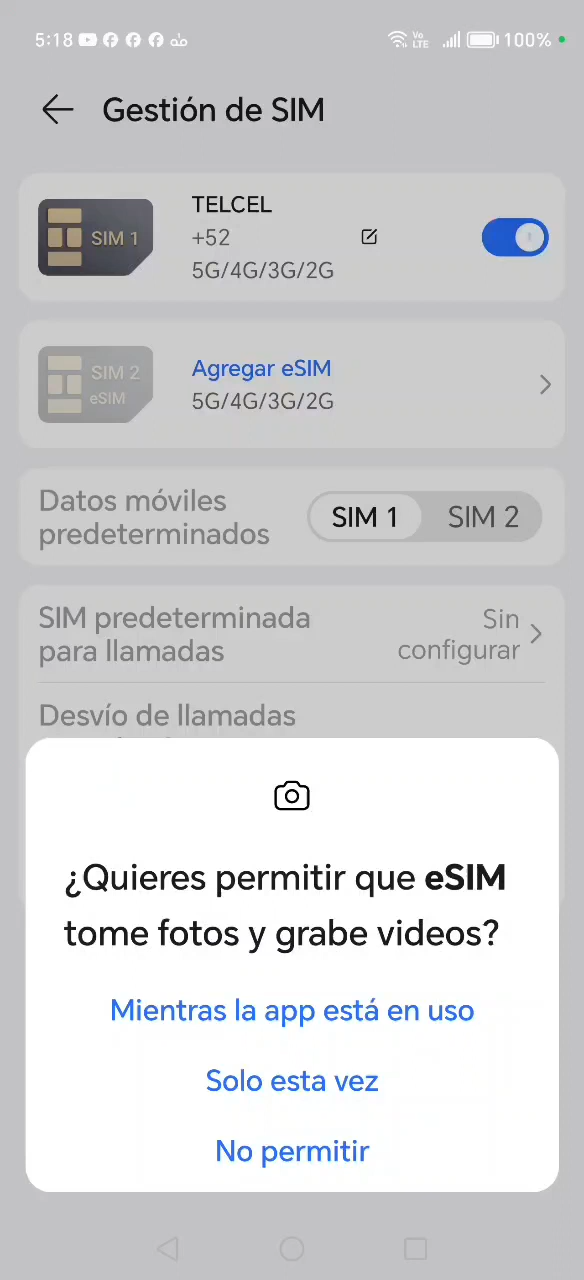 5:18
Vo
LTE
100%
Gestión de SIM
SIM 1
TELCEL
+52
5G/4G/3G/2G
SIM 2
eSIM
Agregar eSIM
5G/4G/3G/2G
Datos móviles
predeterminados
SIM 1
SIM 2
SIM predeterminada
para llamadas
Sin
configurar
Desvío de llamadas
¿Quieres permitir que eSIM
tome fotos y grabe videos?
Mientras la app está en uso
Solo esta vez
No permitir